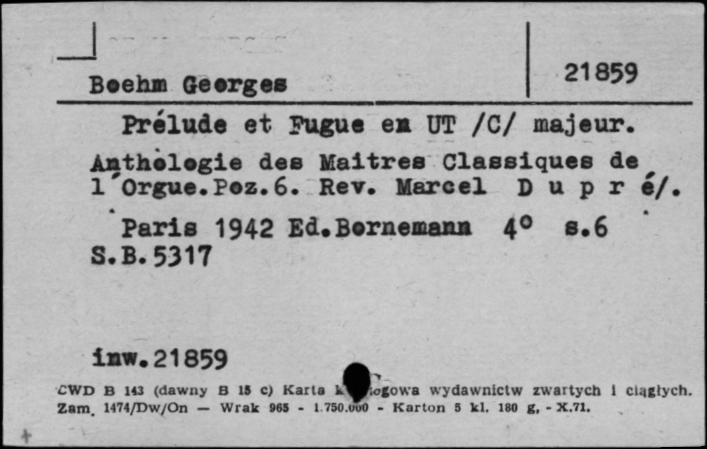 21859
Boehm Georges
Prélude et Fugue en UT /C/ majeur.
Anthologie des Maitres Classiques de
l'Orgue.Poz.6. Rev. Marcel D u p r é/.
Paris 1942 Ed.Bornemann 4° s.6
S.B.5317
inw.21859
CWD B 143 (dawny B 15 c) Karta wydawnictw zwartych i ciągłych.
Zam. 1474/Dw/On — Wrak 965 - 1.750.000 - Karton 5 kl. 180 g, - X.71.